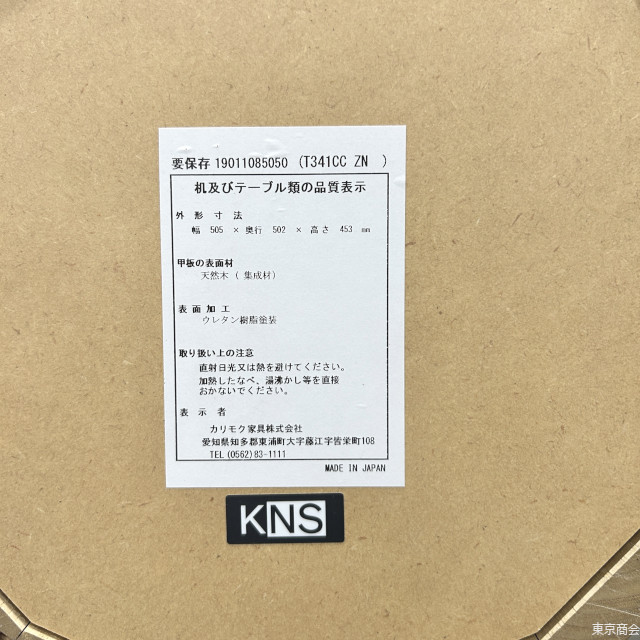 要保存 19011085050 (T341CC ZN )
机及びテーブル類の品質表示
外形寸法
幅 505 × 奥行 502 × 高さ 453 mm
甲板の表面材
天然木 ( 集成材)
表面加工
ウレタン樹脂塗装
取り扱い上の注意
直射日光又は熱を避けてください。
加熱したなべ、湯沸かし等を直接
おかないでください。
表示者
カリモク家具株式会社
愛知県知多郡東浦町大字藤江字皆栄町108
TEL (0562)83-1111
MADE IN JAPAN
KNS
東京商会